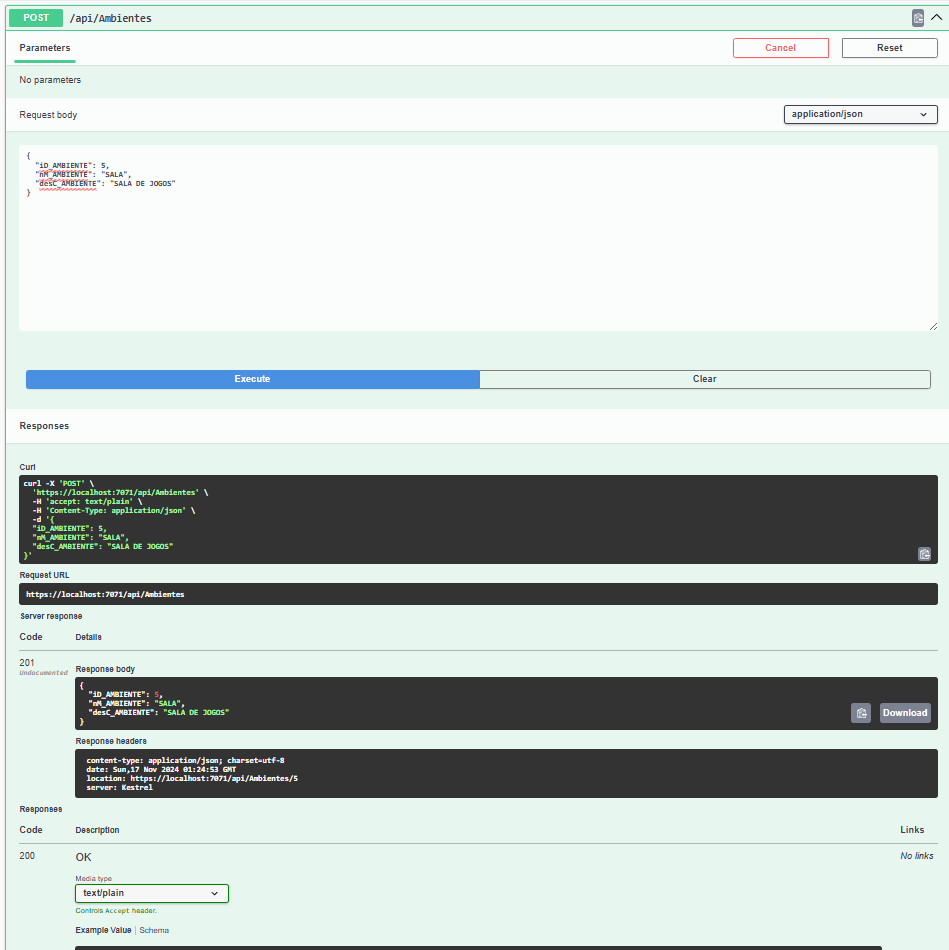 POST /api/Ambientes
Parameters
Cancel
Reset
No parameters
Request body
application/json
{
"iD_AMBIENTE": 5,
"nM_AMBIENTE": "SALA",
"desC_AMBIENTE": "SALA DE JOGOS"
}
Execute
Clear
Responses
Curl
curl -X 'POST' \
'https://localhost:7071/api/Ambientes' \
-H 'accept: text/plain' \
-H 'Content-Type: application/json' \
-d '{
"iD_AMBIENTE": 5,
"nM_AMBIENTE": "SALA",
"desC_AMBIENTE": "SALA DE JOGOS"
}'
Request URL
https://localhost:7071/api/Ambientes
Server response
Code Details
201
Undocumented
Response body
{
"iD_AMBIENTE": 5,
"nM_AMBIENTE": "SALA",
"desC_AMBIENTE": "SALA DE JOGOS"
}
Download
Response headers
content-type: application/json; charset=utf-8
date: Sun,17 Nov 2024 01:24:53 GMT
location: https://localhost:7071/api/Ambientes/5
server: Kestrel
Responses
Code Description Links
200 OK No links
Media type
text/plain
Controls Accept header.
Example Value | Schema